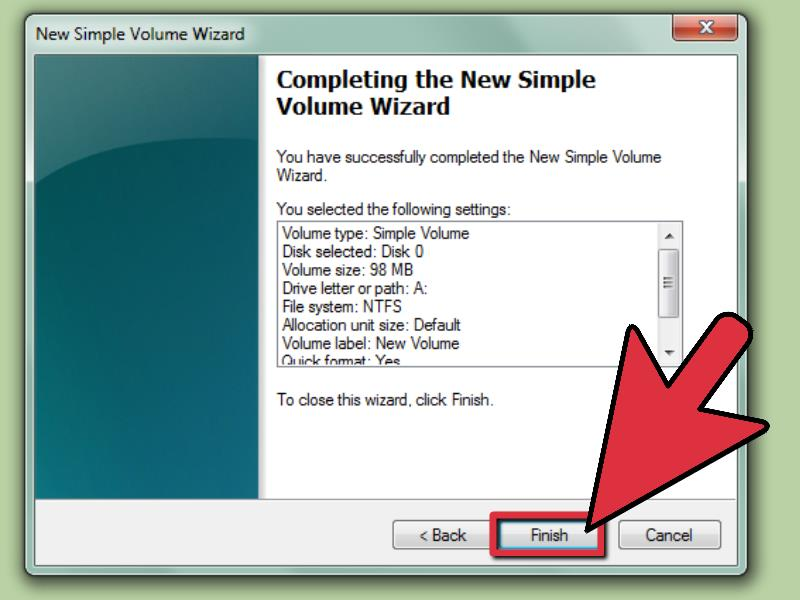 New Simple Volume Wizard
Completing the New Simple
Volume Wizard
You have successfully completed the New Simple Volume
Wizard.
You selected the following settings:
Volume type: Simple Volume
Disk selected: Disk 0
Volume size: 98 MB
Drive letter or path: A:
File system: NTFS
Allocation unit size: Default
Volume label: New Volume
Quick format: Yes
To close this wizard, click Finish.
< Back
Finish
Cancel